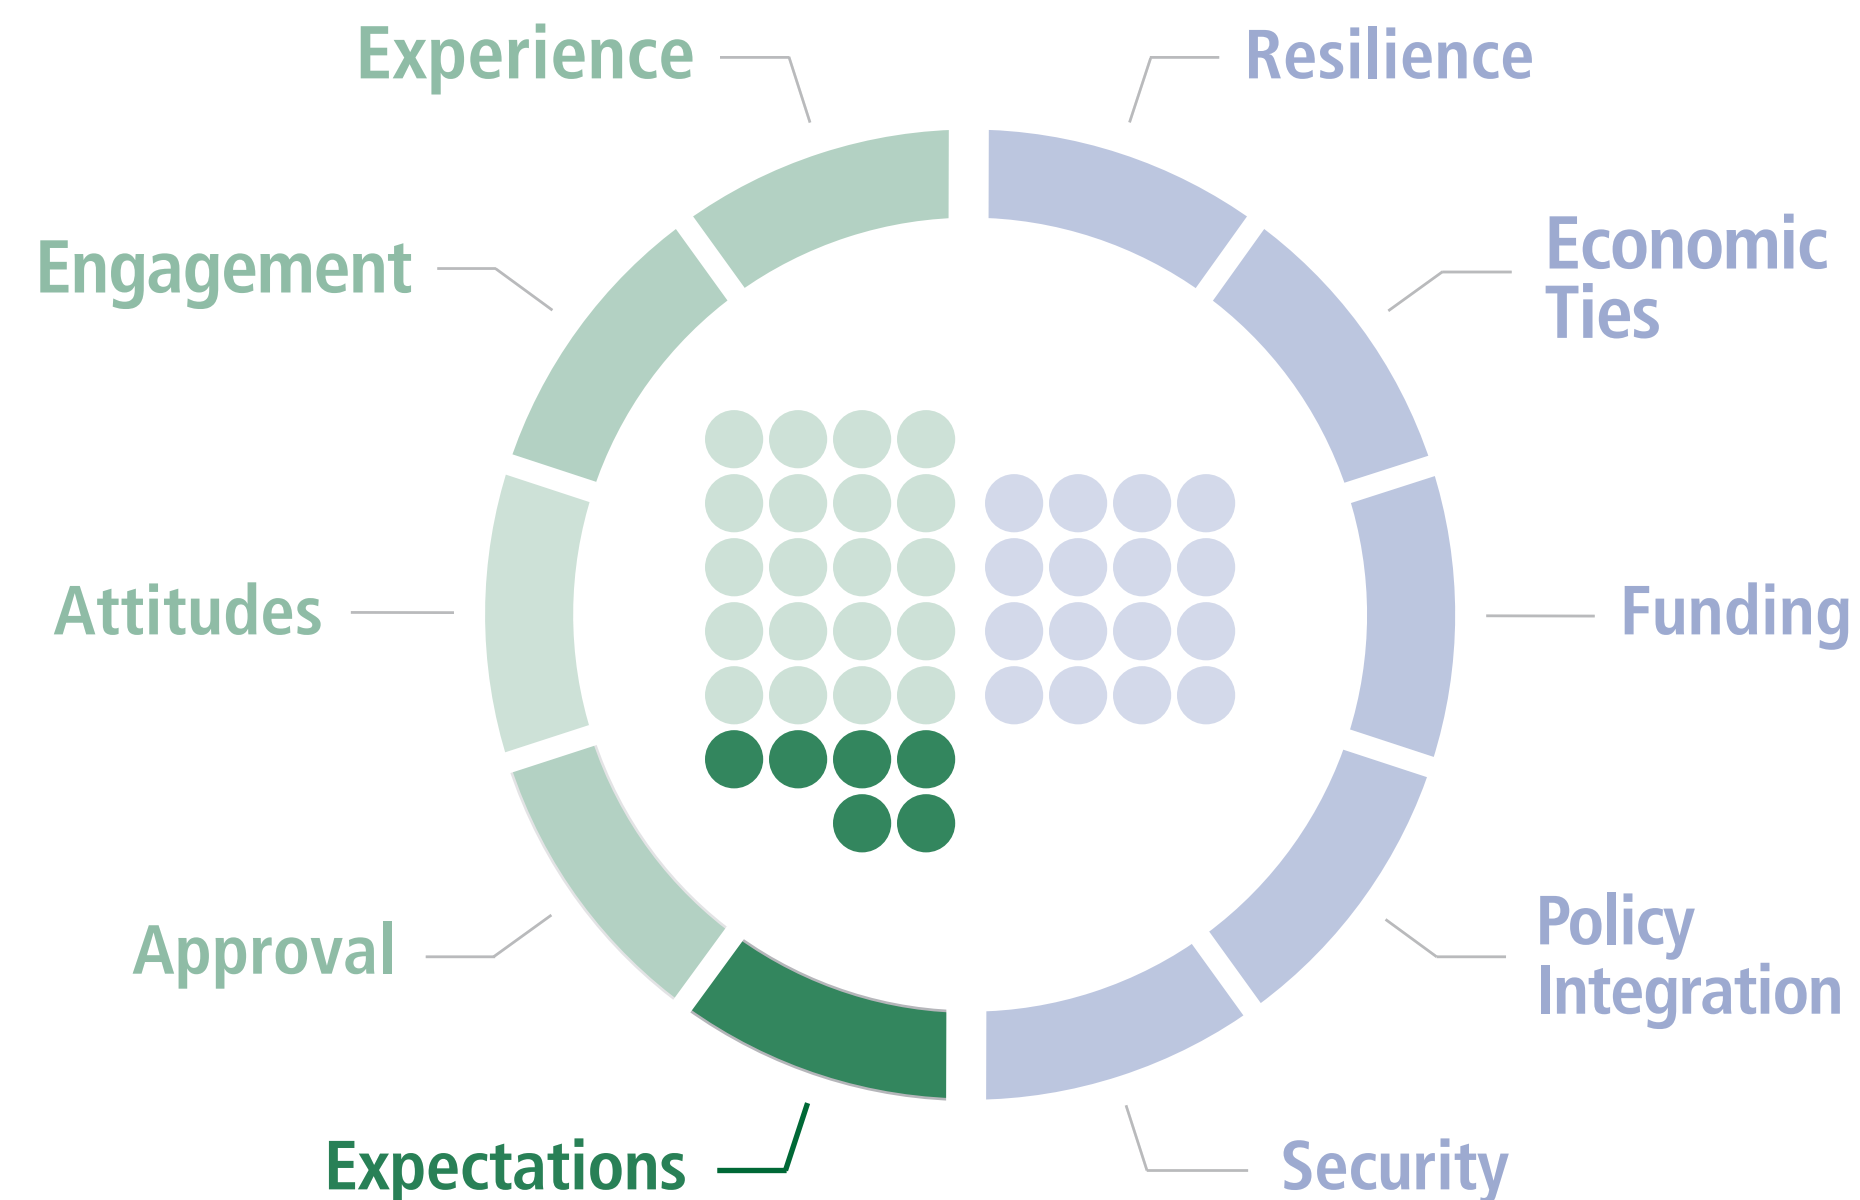 Experience
Resilience
Engagement
Economic
Ties
Attitudes
Funding
Approval
Policy
Integration
Expectations
Security